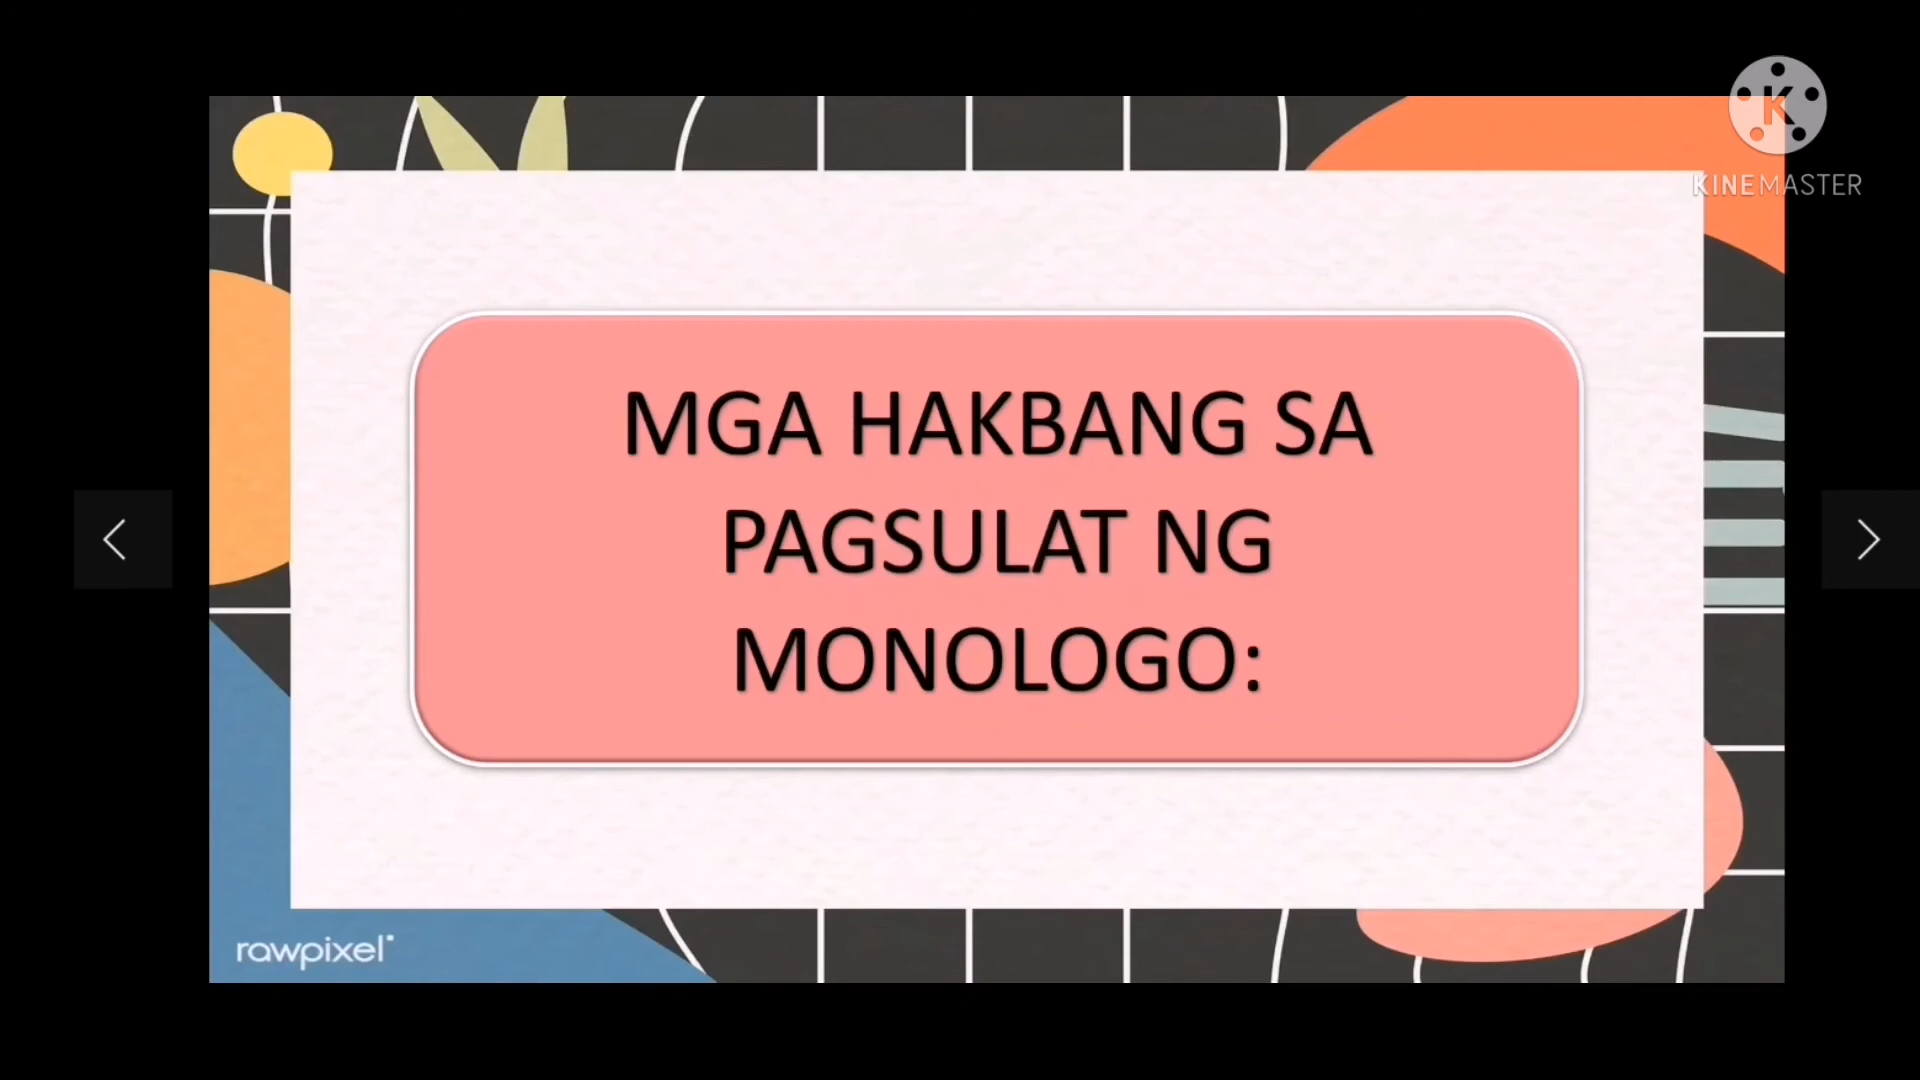 K
KINEMASTER
MGA HAKBANG SA
PAGSULAT NG
MONOLOGO:
rawpixel